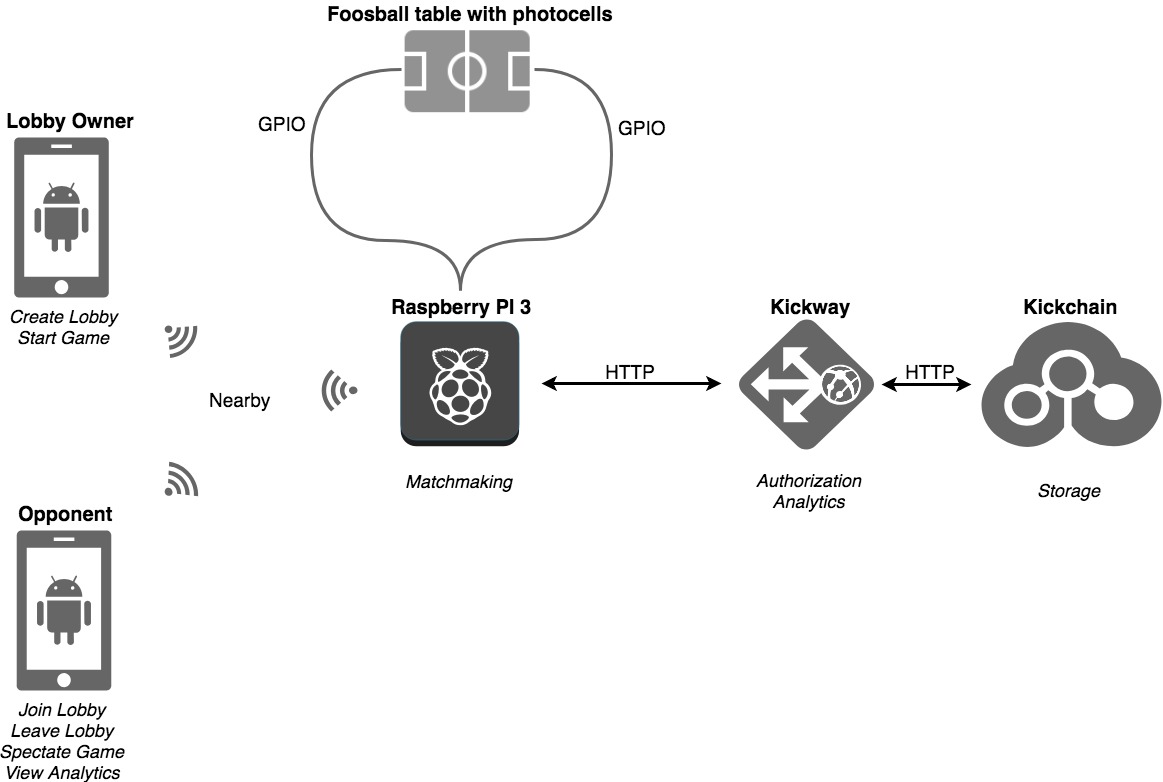 Foosball table with photocells
GPIO
GPIO
Lobby Owner
Create Lobby
Start Game
Nearby
Opponent
Join Lobby
Leave Lobby
Spectate Game
View Analytics
Raspberry PI 3
Matchmaking
HTTP
Kickway
Authorization
Analytics
HTTP
Kickchain
Storage